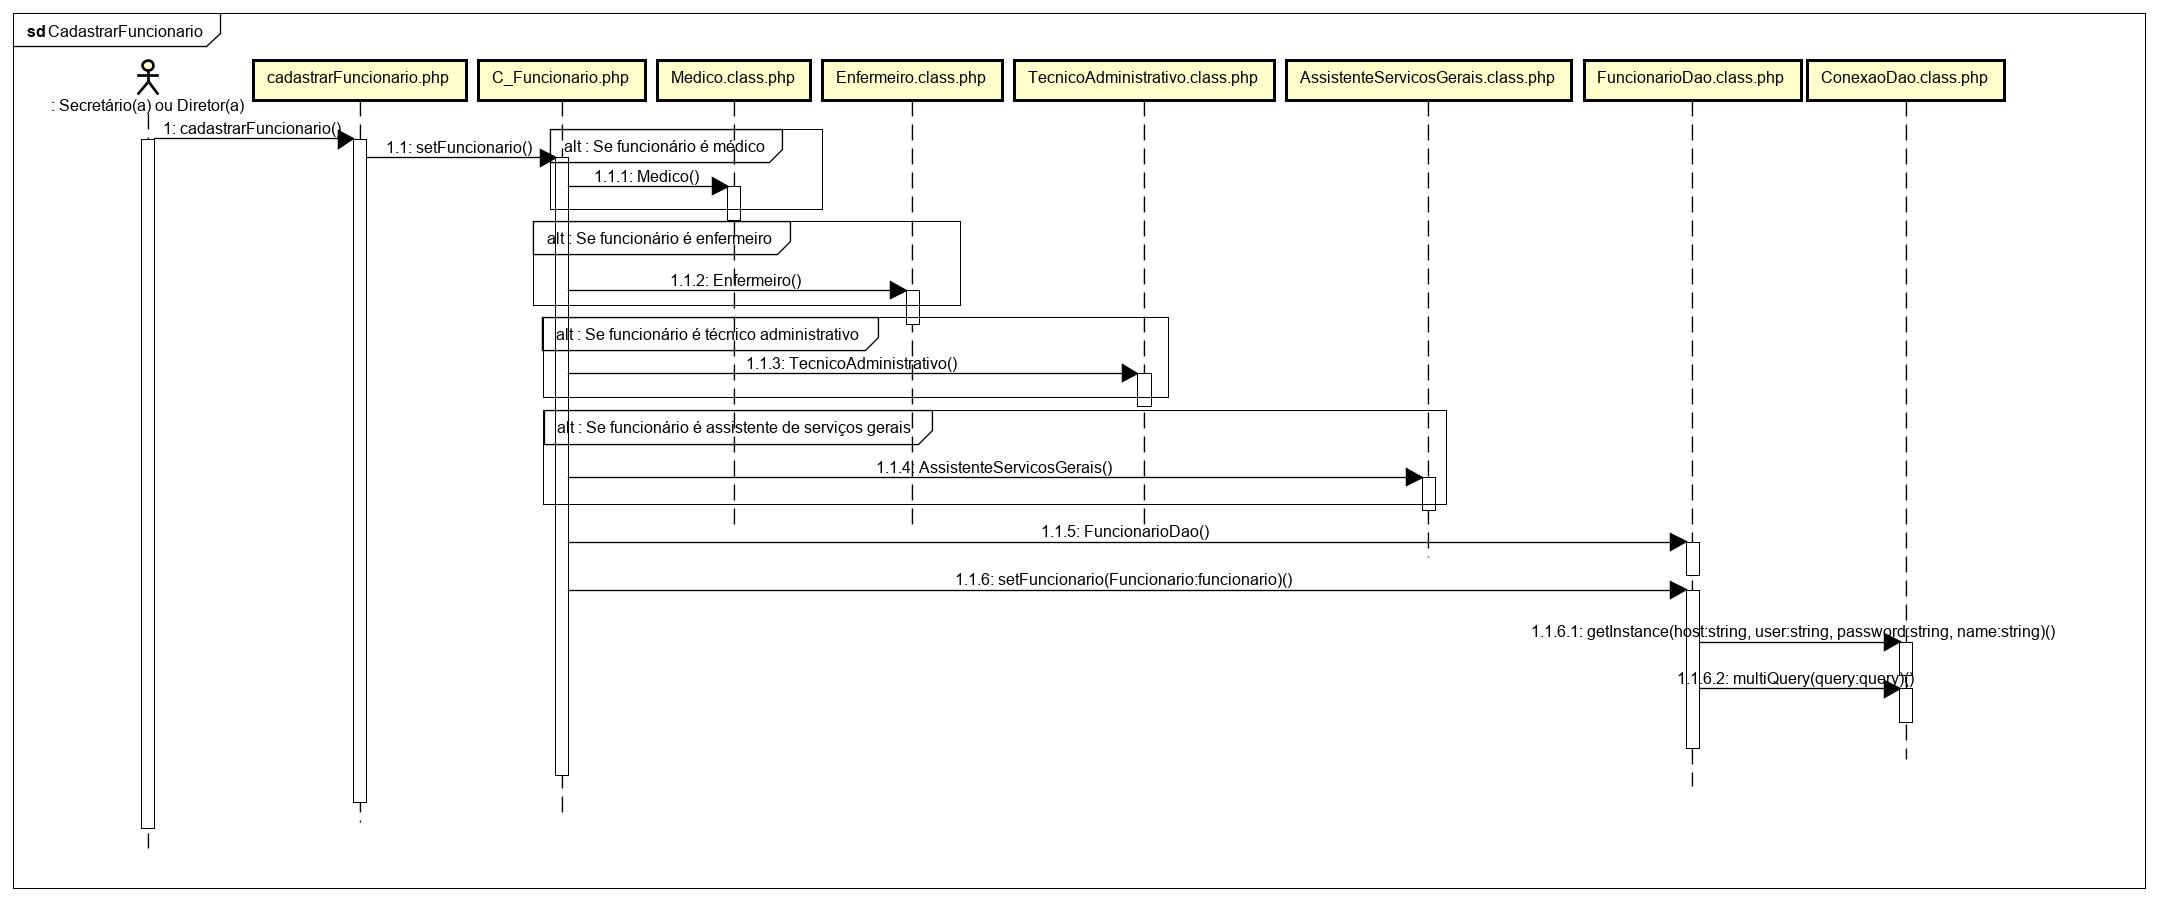 sd CadastrarFuncionario
: Secretário(a) ou Diretor(a)
cadastrarFuncionario.php
C_Funcionario.php
Medico.class.php
Enfermeiro.class.php
TecnicoAdministrativo.class.php
AssistenteServicosGerais.class.php
FuncionarioDao.class.php
ConexaoDao.class.php
1: cadastrarFuncionario()
1.1: setFuncionario()
alt : Se funcionário é médico
1.1.1: Medico()
alt : Se funcionário é enfermeiro
1.1.2: Enfermeiro()
alt : Se funcionário é técnico administrativo
1.1.3: TecnicoAdministrativo()
alt : Se funcionário é assistente de serviços gerais
1.1.4: AssistenteServicosGerais()
1.1.5: FuncionarioDao()
1.1.6: setFuncionario(Funcionario:funcionario)()
1.1.6.1: getInstance(host:string, user:string, password:string, name:string)()
1.1.6.2: multiQuery(query:query)()